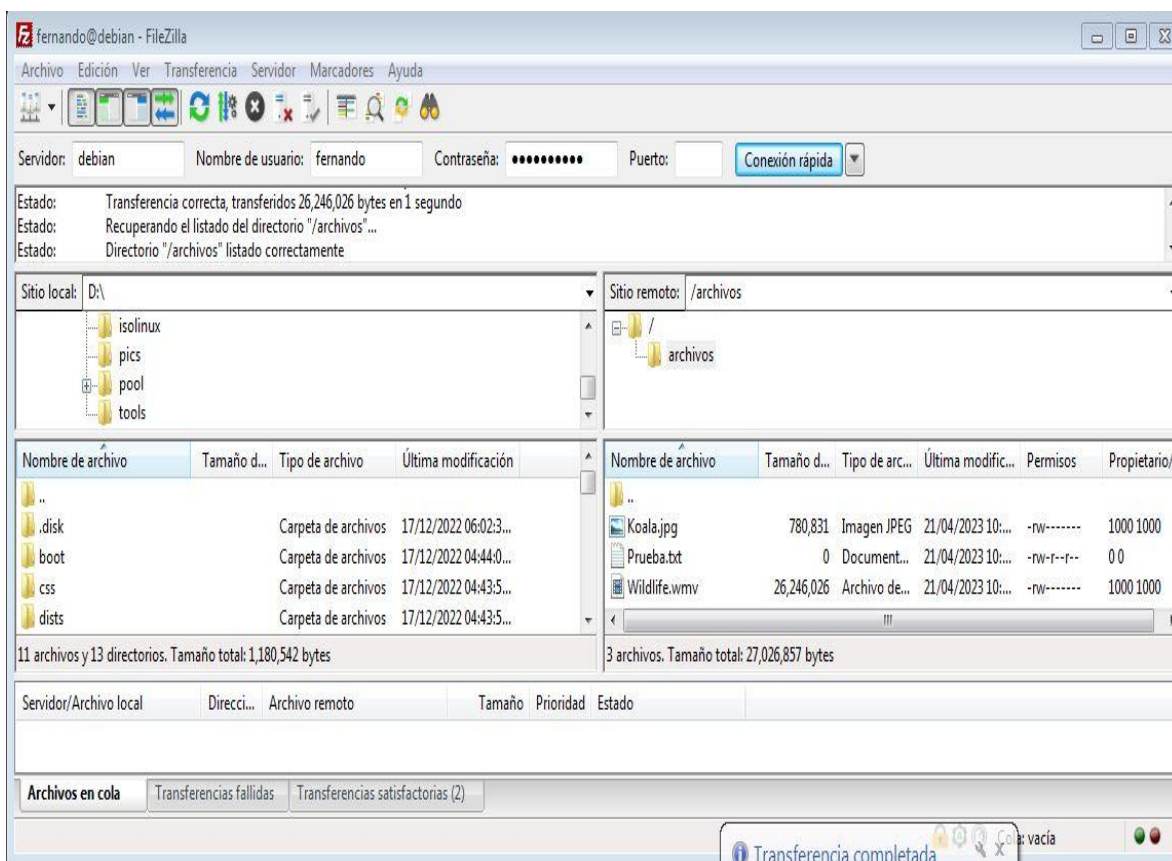 fernando@debian - FileZilla
Archivo Edición Ver Transferencia Servidor Marcadores Ayuda
Servidor: debian Nombre de usuario: fernando Contraseña: •••••••••• Puerto: Conexión rápida
Estado: Transferencia correcta, transferidos 26,246,026 bytes en 1 segundo
Estado: Recuperando el listado del directorio "/archivos"...
Estado: Directorio "/archivos" listado correctamente
Sitio local: D:\
isolinux
pics
pool
tools
Sitio remoto: /archivos
/
archivos
Nombre de archivo Tamaño d... Tipo de archivo Última modificación
..
.disk Carpeta de archivos 17/12/2022 06:02:3...
boot Carpeta de archivos 17/12/2022 04:44:0...
css Carpeta de archivos 17/12/2022 04:43:5...
dists Carpeta de archivos 17/12/2022 04:43:5...
11 archivos y 13 directorios. Tamaño total: 1,180,542 bytes
Nombre de archivo Tamaño d... Tipo de arc... Última modific... Permisos Propietario/
..
Koala.jpg 780,831 Imagen JPEG 21/04/2023 10:... -rw------- 1000 1000
Prueba.txt 0 Document... 21/04/2023 10:... -rw-r--r-- 0 0
Wildlife.wmv 26,246,026 Archivo de... 21/04/2023 10:... -rw------- 1000 1000
3 archivos. Tamaño total: 27,026,857 bytes
Servidor/Archivo local Direcci... Archivo remoto Tamaño Prioridad Estado
Archivos en cola Transferencias fallidas Transferencias satisfactorias (2)
Cola: vacía
Transferencia completada